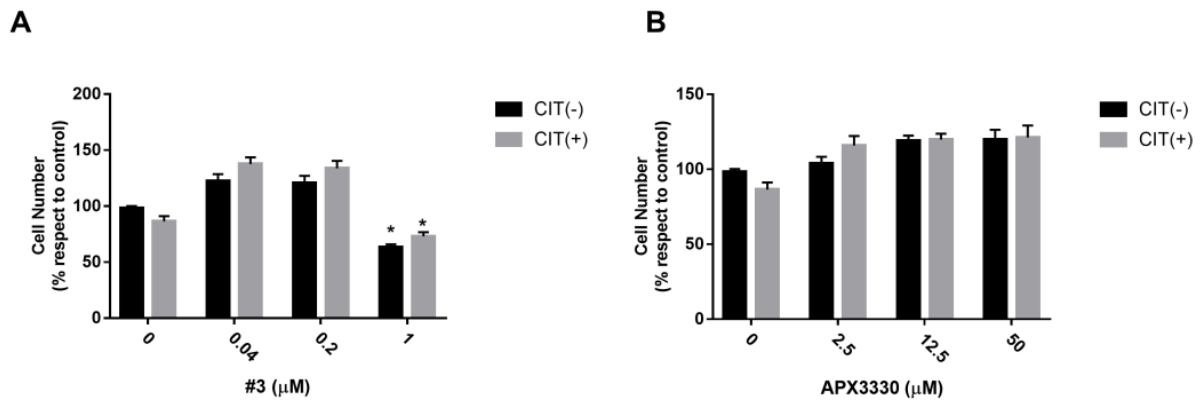 A
200
150
100
50
0
Cell Number
(% respect to control)
* *
0 0.04 0.2 1
#3 (μM)
CIT(-)
CIT(+)
B
150
100
50
0
Cell Number
(% respect to control)
0 2.5 12.5 50
APX3330 (μM)
CIT(-)
CIT(+)